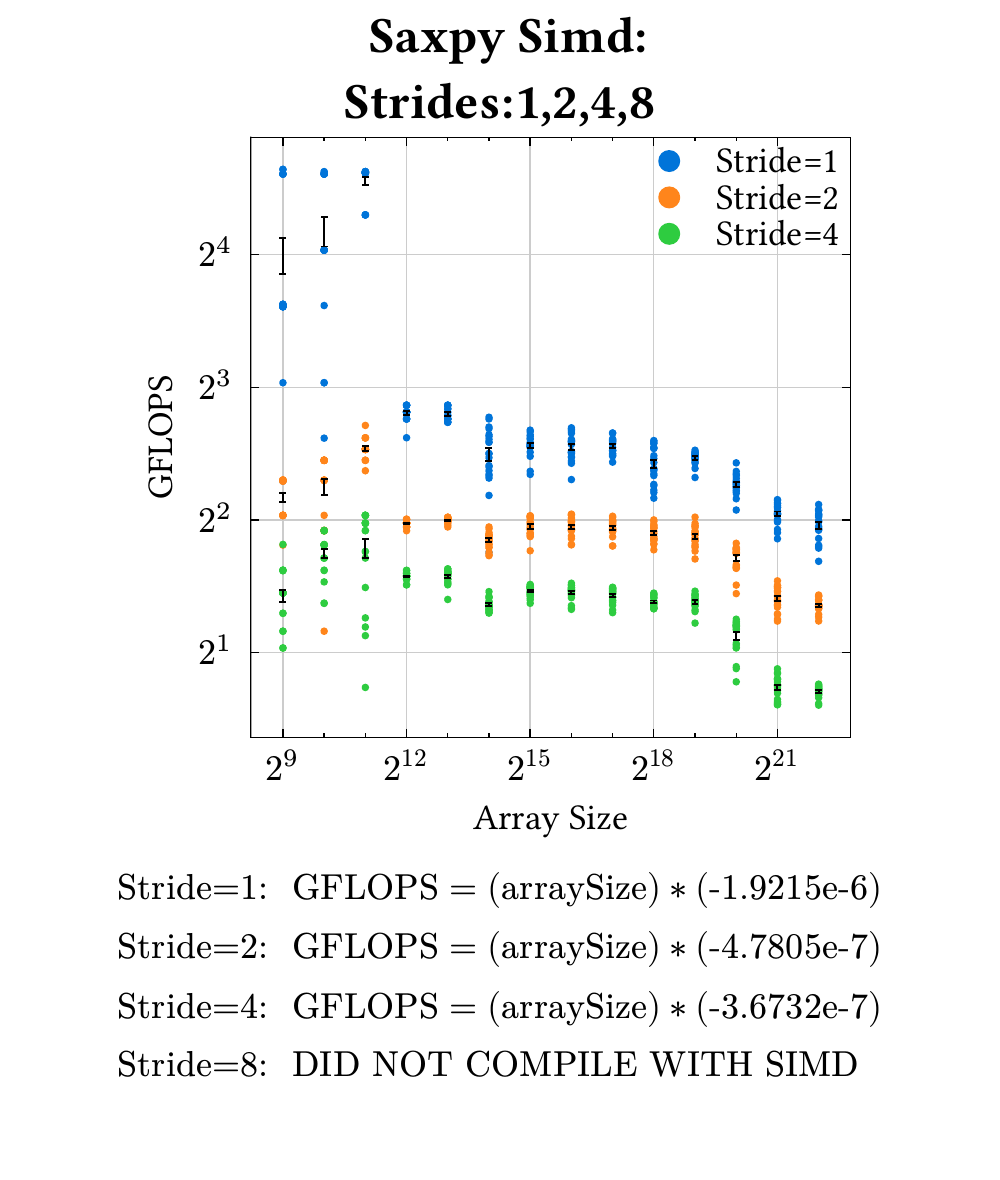 Saxpy Simd:
Strides:1,2,4,8
Stride=1
Stride=2
Stride=4
2^4
2^3
2^2
2^1
GFLOPS
2^9 2^12 2^15 2^18 2^21
Array Size
Stride=1: GFLOPS = (arraySize) * (-1.9215e-6)
Stride=2: GFLOPS = (arraySize) * (-4.7805e-7)
Stride=4: GFLOPS = (arraySize) * (-3.6732e-7)
Stride=8: DID NOT COMPILE WITH SIMD